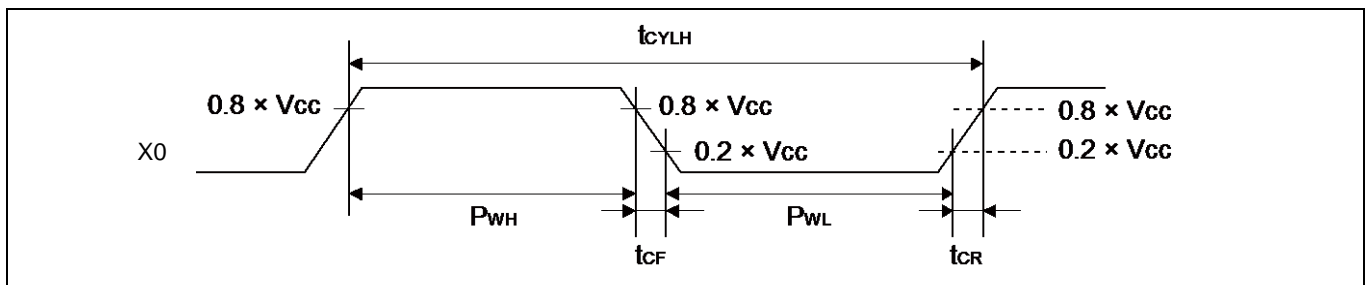 tCYLH
0.8 × Vcc
0.8 × Vcc
0.8 × Vcc
X0
0.2 × Vcc
0.2 × Vcc
PWH
PWL
tCF
tCR